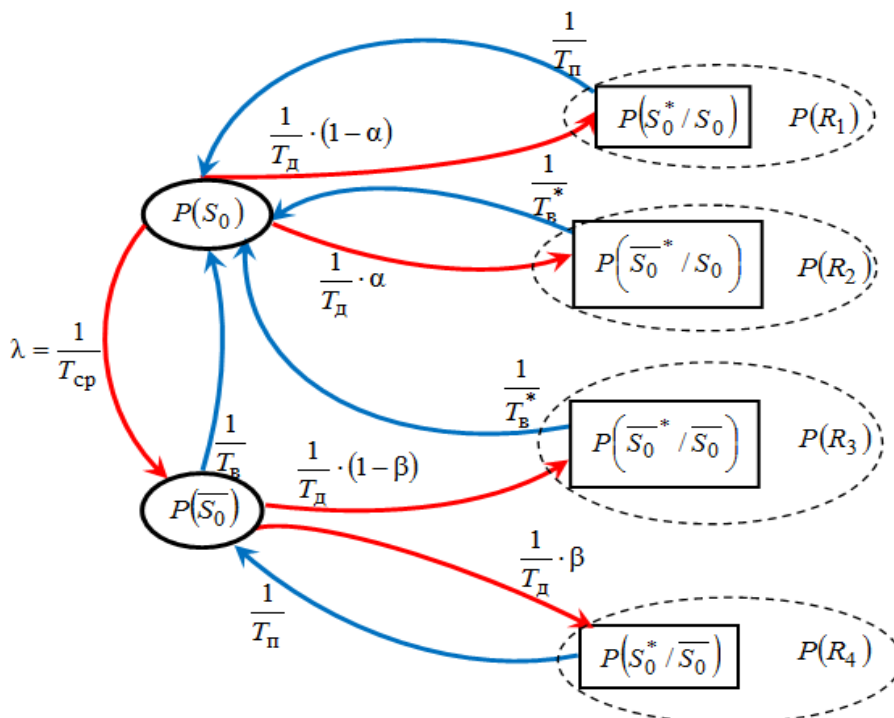 1/Tп
P(S₀*/S₀) P(R₁)
1/Tд · (1 − α)
1/Tв*
P(S₀)
P(S̅₀̅*/S₀) P(R₂)
1/Tд · α
λ = 1/Tср
1/Tв*
P(S̅₀̅*/S̅₀̅) P(R₃)
1/Tв
1/Tд · (1 − β)
P(S̅₀̅)
1/Tд · β
1/Tп
P(S₀*/S̅₀̅) P(R₄)